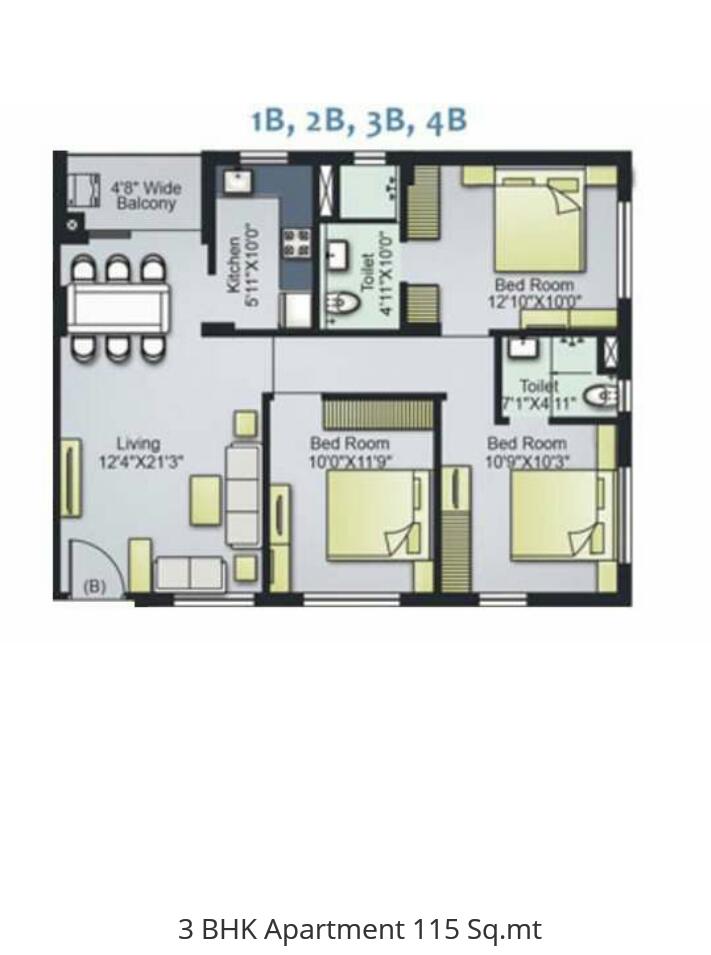 1B, 2B, 3B, 4B
4'8" Wide
Balcony
Kitchen
5'11"X10'0"
Toilet
4'11"X10'0"
Bed Room
12'10"X10'0"
Toilet
7'1"X4'11"
Living
12'4"X21'3"
Bed Room
10'0"X11'9"
Bed Room
10'9"X10'3"
(B)
3 BHK Apartment 115 Sq.mt